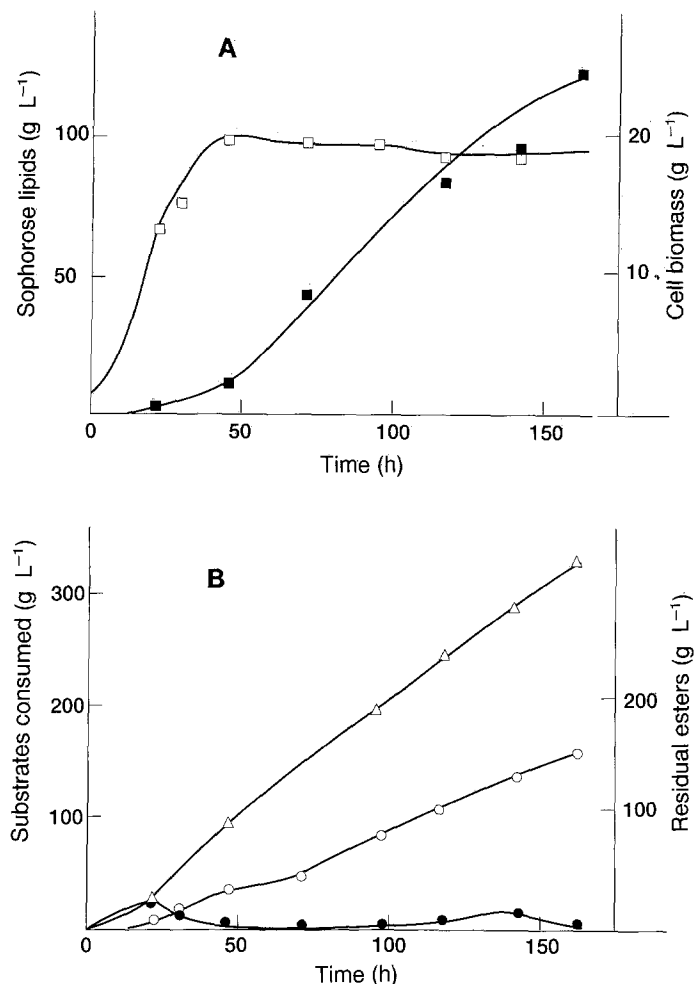 A
Sophorose lipids (g L⁻¹)
100
50
Cell biomass (g L⁻¹)
20
10
0
50
100
150
Time (h)
B
Substrates consumed (g L⁻¹)
300
200
100
Residual esters (g L⁻¹)
200
100
0
50
100
150
Time (h)